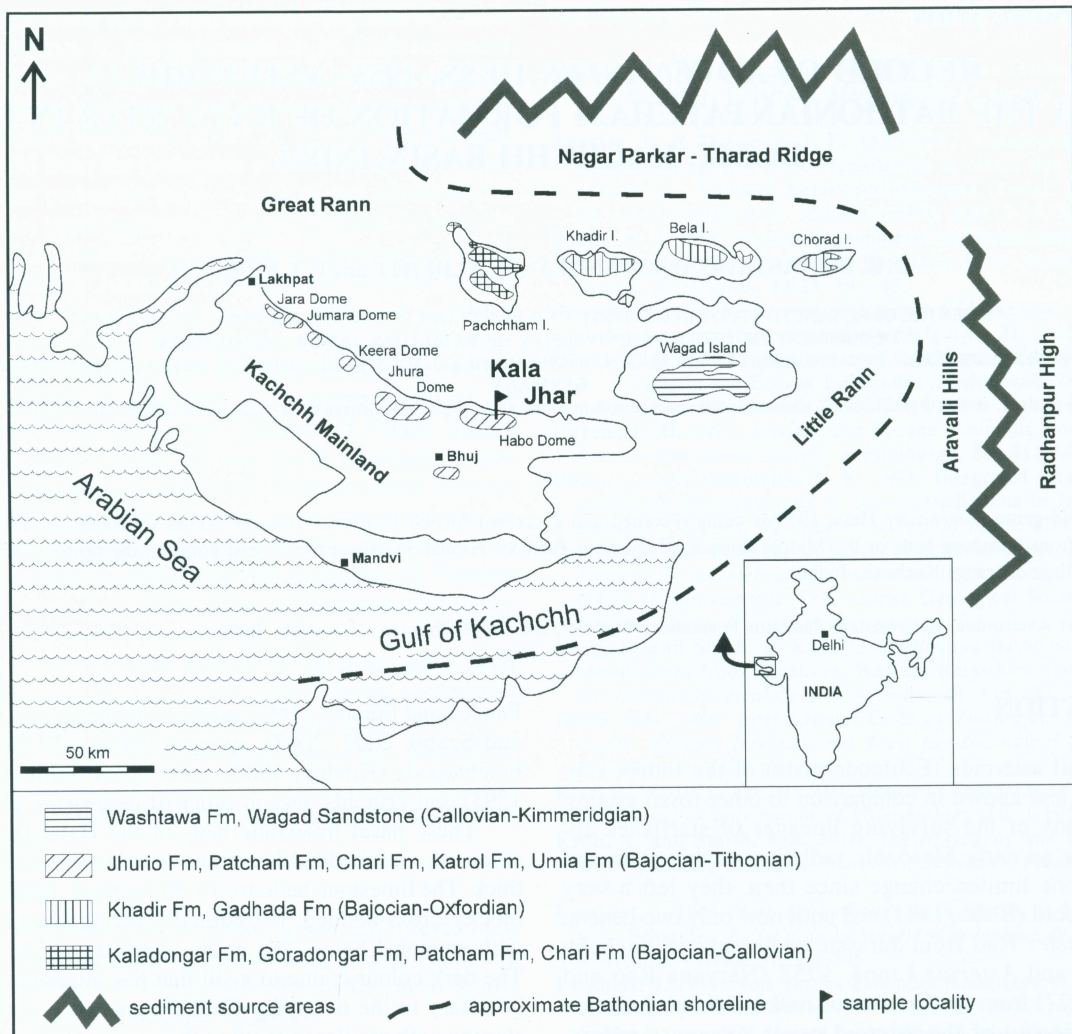 N
Nagar Parkar - Tharad Ridge
Great Rann
Khadir I.
Bela I.
Chorad I.
Lakhpat
Jara Dome
Jumara Dome
Pachchham I.
Keera Dome
Jhura
Dome
Kala
Jhar
Wagad Island
Kachchh Mainland
Habo Dome
Bhuj
Little Rann
Aravalli Hills
Radhanpur High
Arabian Sea
Mandvi
Gulf of Kachchh
Delhi
INDIA
50 km
Washtawa Fm, Wagad Sandstone (Callovian-Kimmeridgian)
Jhurio Fm, Patcham Fm, Chari Fm, Katrol Fm, Umia Fm (Bajocian-Tithonian)
Khadir Fm, Gadhada Fm (Bajocian-Oxfordian)
Kaladongar Fm, Goradongar Fm, Patcham Fm, Chari Fm (Bajocian-Callovian)
sediment source areas
approximate Bathonian shoreline
sample locality